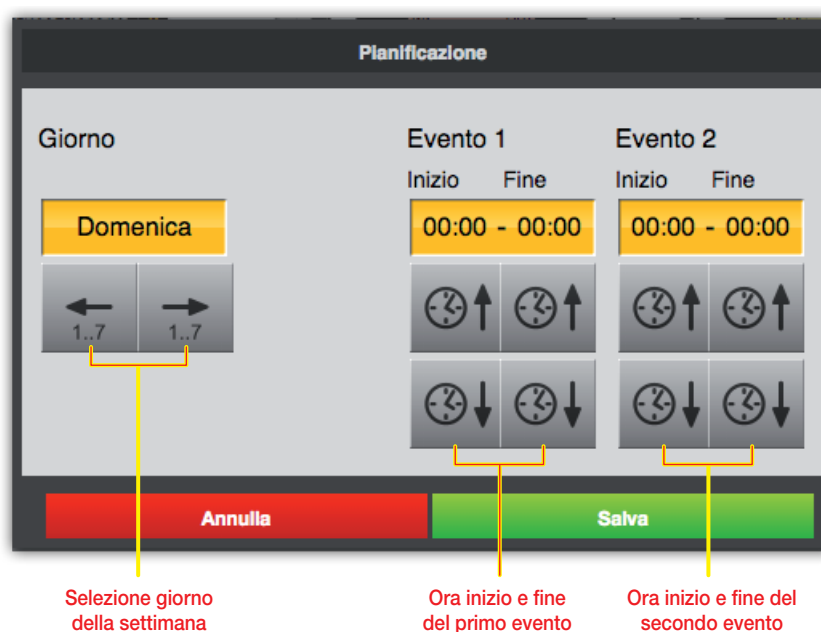 Pianificazione
Giorno
Evento 1
Evento 2
Inizio Fine
Inizio Fine
Domenica
00:00 - 00:00
00:00 - 00:00
1..7
1..7
Annulla
Salva
Selezione giorno
della settimana
Ora inizio e fine
del primo evento
Ora inizio e fine del
secondo evento